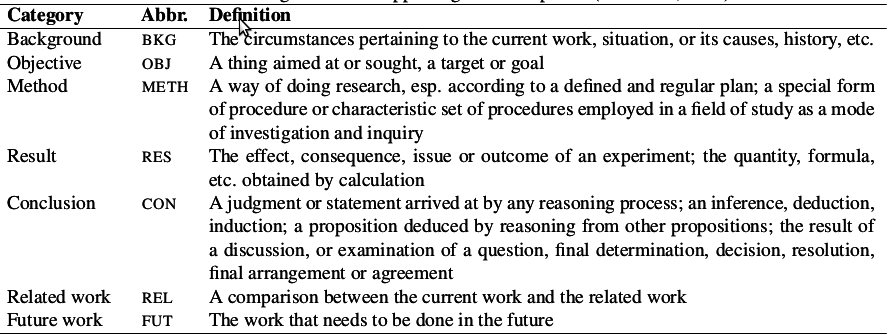 Category Abbr. Definition
Background BKG The circumstances pertaining to the current work, situation, or its causes, history, etc.
Objective OBJ A thing aimed at or sought, a target or goal
Method METH A way of doing research, esp. according to a defined and regular plan; a special form
of procedure or characteristic set of procedures employed in a field of study as a mode
of investigation and inquiry
Result RES The effect, consequence, issue or outcome of an experiment; the quantity, formula,
etc. obtained by calculation
Conclusion CON A judgment or statement arrived at by any reasoning process; an inference, deduction,
induction; a proposition deduced by reasoning from other propositions; the result of
a discussion, or examination of a question, final determination, decision, resolution,
final arrangement or agreement
Related work REL A comparison between the current work and the related work
Future work FUT The work that needs to be done in the future